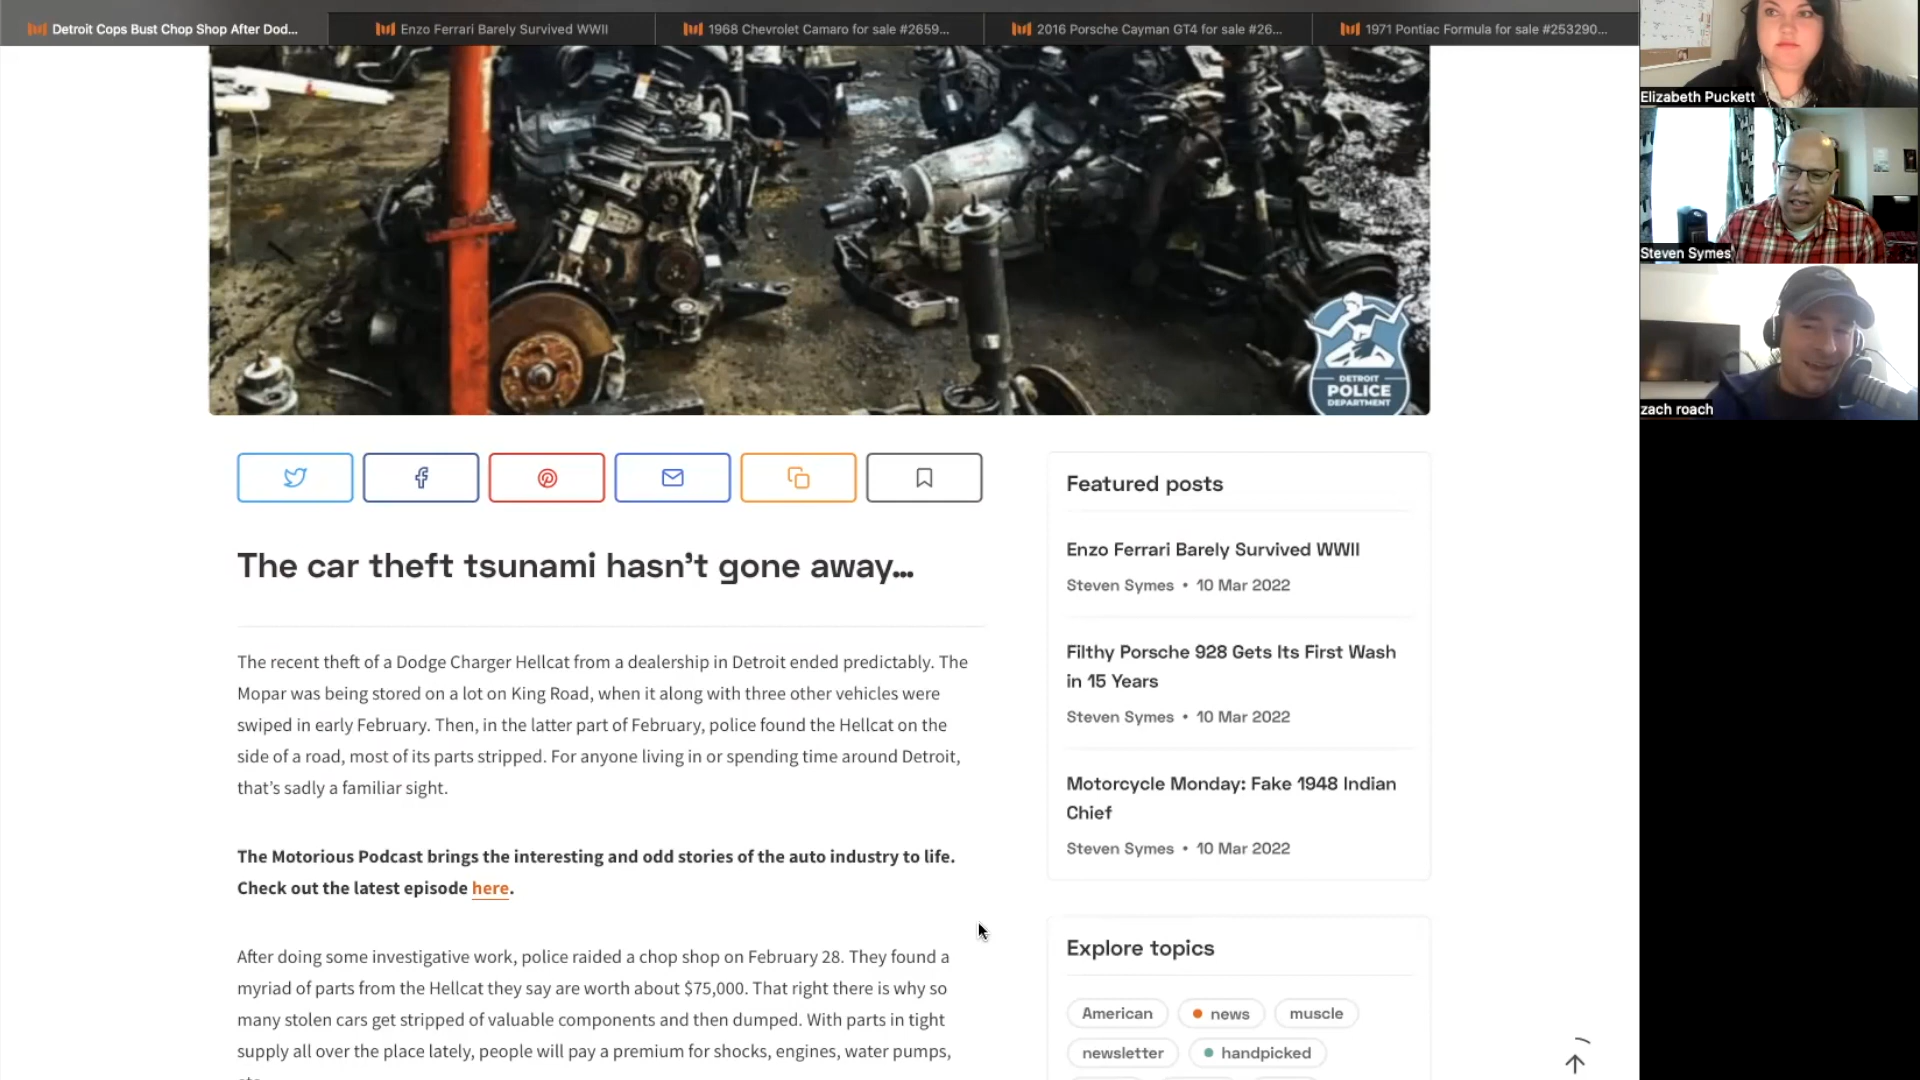 Detroit Cops Bust Chop Shop After Dod...
Enzo Ferrari Barely Survived WWII
1968 Chevrolet Camaro for sale #2659...
2016 Porsche Cayman GT4 for sale #26...
1971 Pontiac Formula for sale #253290...
Elizabeth Puckett
Steven Symes
zach roach
DETROIT
POLICE
DEPARTMENT
The car theft tsunami hasn’t gone away…
The recent theft of a Dodge Charger Hellcat from a dealership in Detroit ended predictably. The
Mopar was being stored on a lot on King Road, when it along with three other vehicles were
swiped in early February. Then, in the latter part of February, police found the Hellcat on the
side of a road, most of its parts stripped. For anyone living in or spending time around Detroit,
that’s sadly a familiar sight.
The Motorious Podcast brings the interesting and odd stories of the auto industry to life.
Check out the latest episode here.
After doing some investigative work, police raided a chop shop on February 28. They found a
myriad of parts from the Hellcat they say are worth about $75,000. That right there is why so
many stolen cars get stripped of valuable components and then dumped. With parts in tight
supply all over the place lately, people will pay a premium for shocks, engines, water pumps,
Featured posts
Enzo Ferrari Barely Survived WWII
Steven Symes • 10 Mar 2022
Filthy Porsche 928 Gets Its First Wash
in 15 Years
Steven Symes • 10 Mar 2022
Motorcycle Monday: Fake 1948 Indian
Chief
Steven Symes • 10 Mar 2022
Explore topics
American
news
muscle
newsletter
handpicked